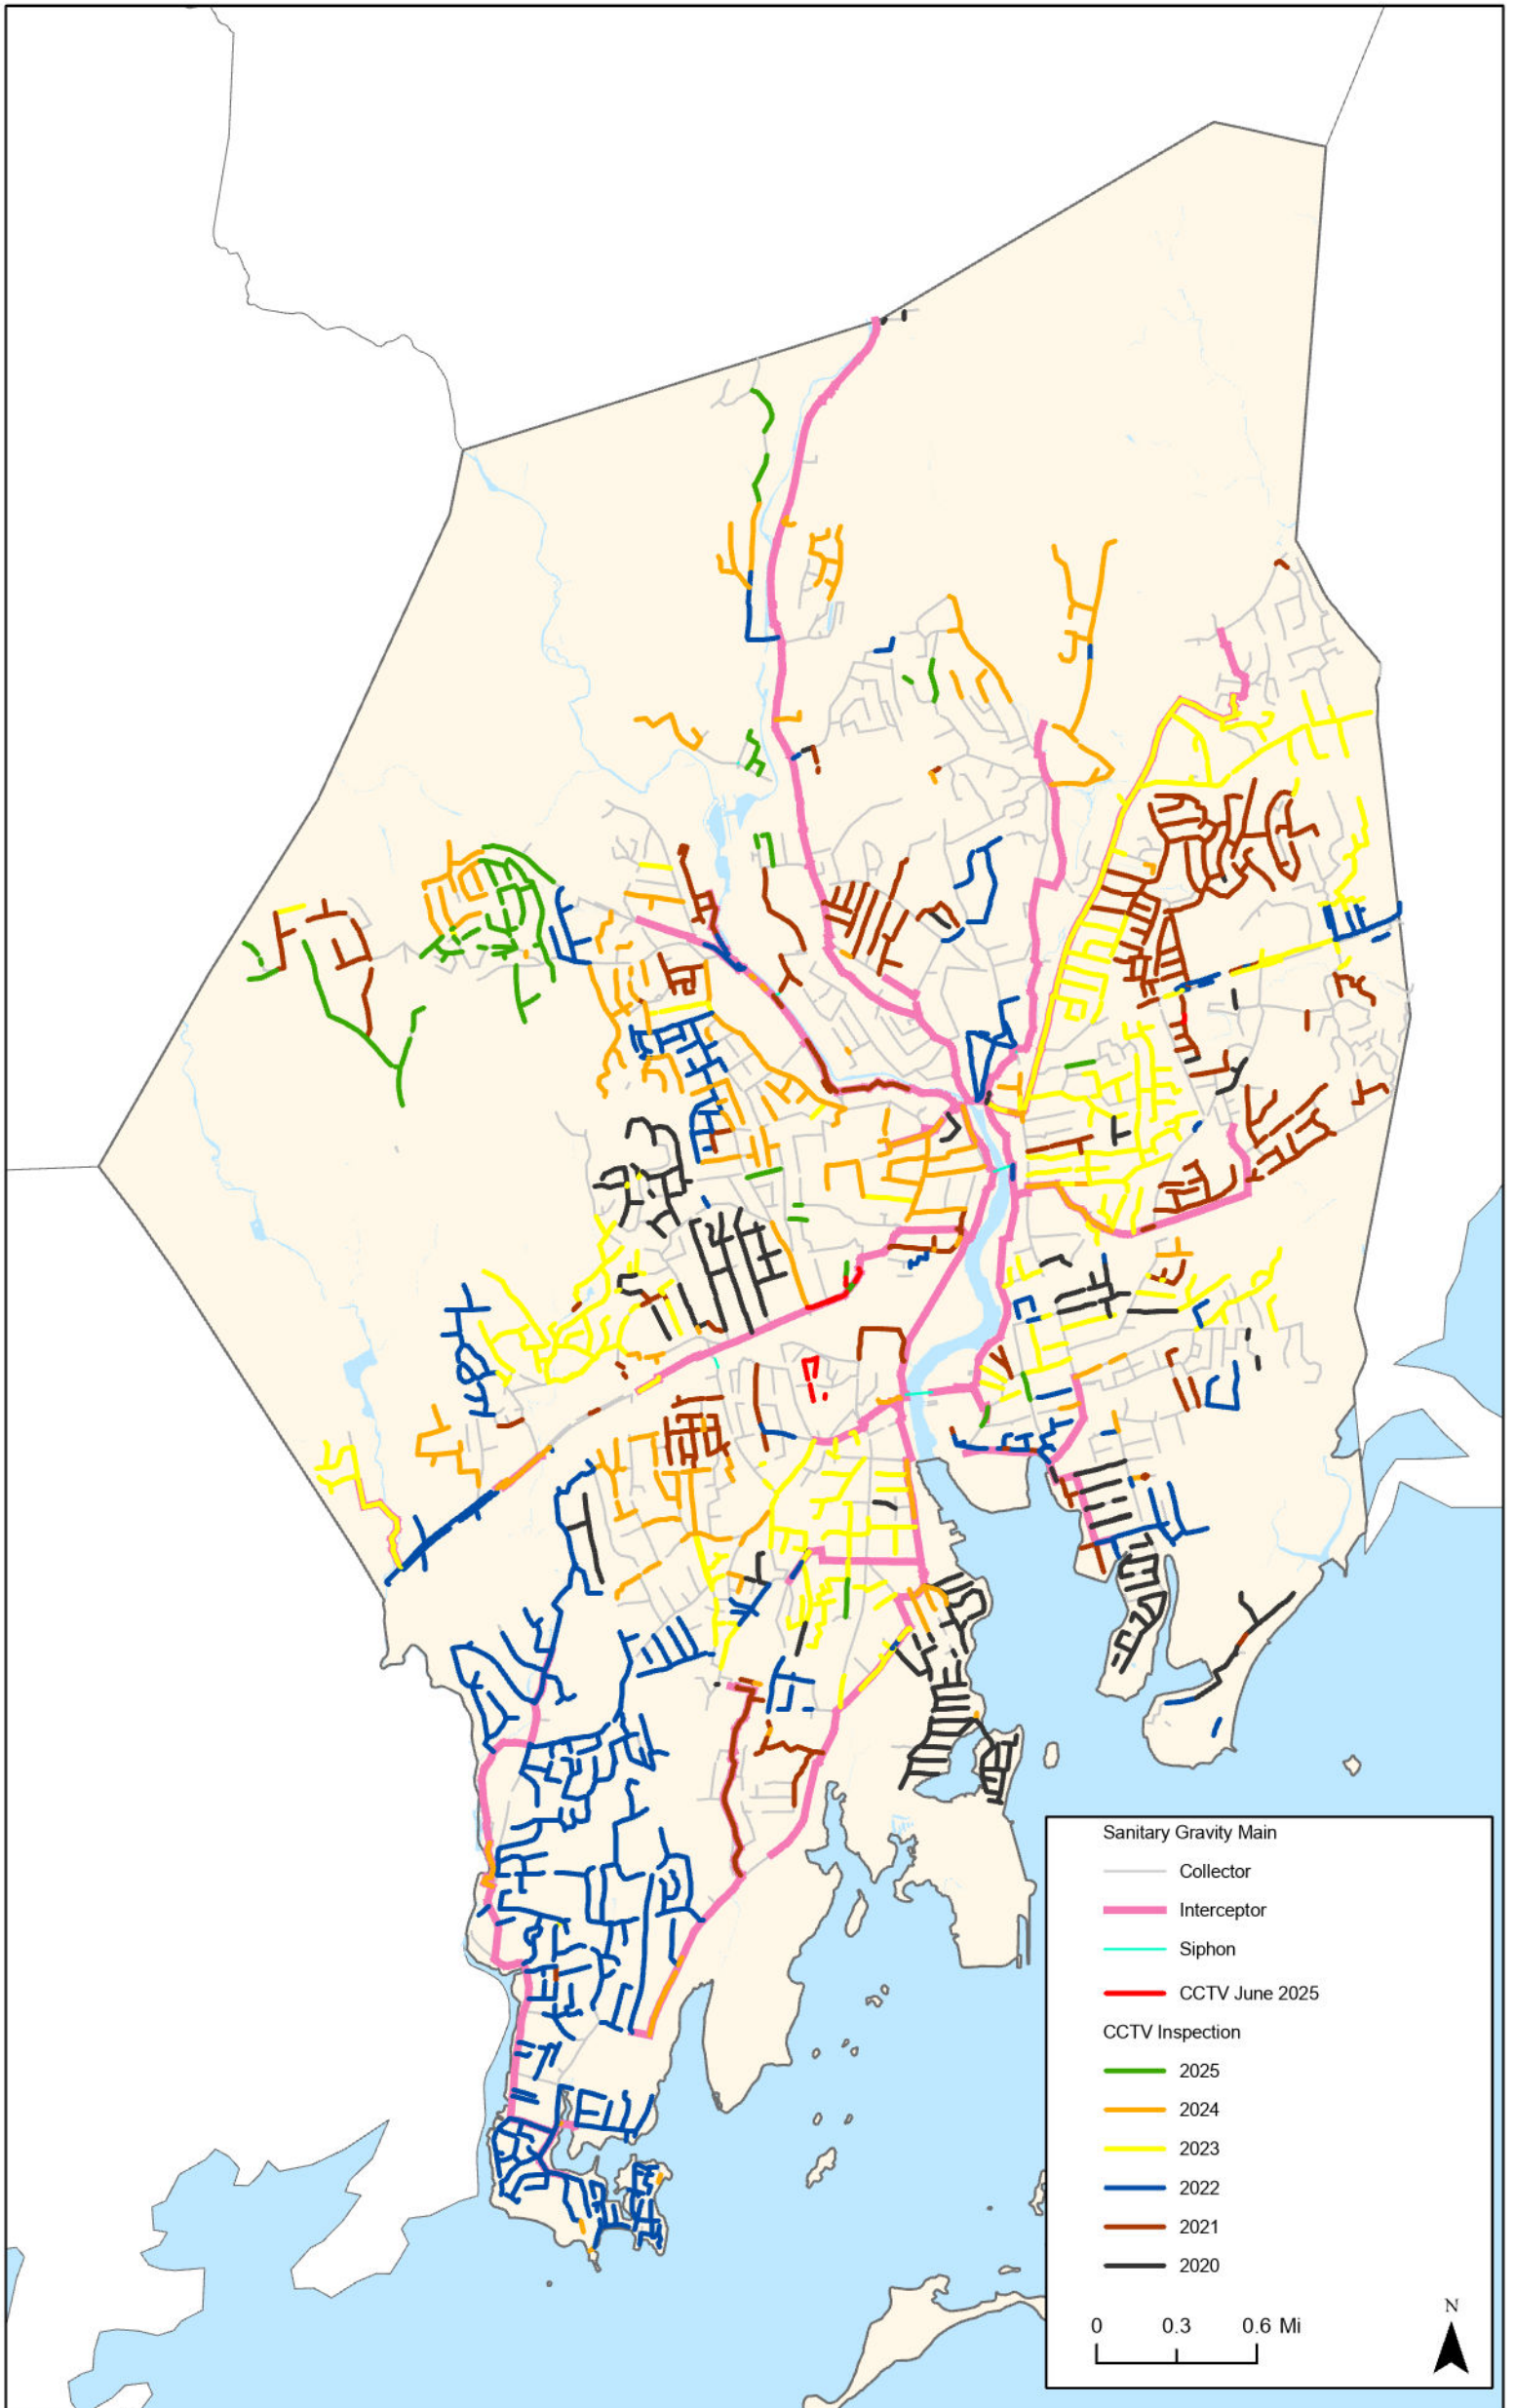 Sanitary Gravity Main
Collector
Interceptor
Siphon
CCTV June 2025
CCTV Inspection
2025
2024
2023
2022
2021
2020
N
0 0.3 0.6 Mi